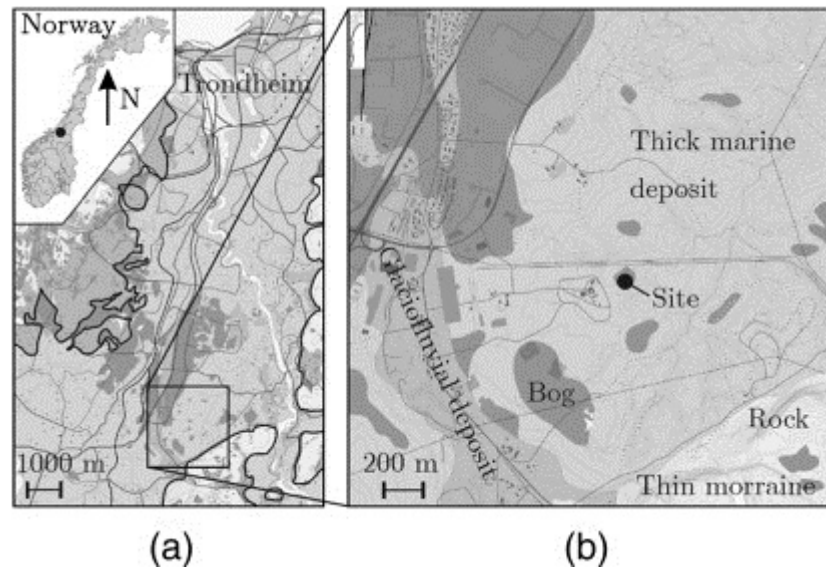 Norway
N
Trondheim
1000 m
(a)
Thick marine
deposit
Site
Glaciofluvial deposit
Bog
Rock
200 m
Thin morraine
(b)